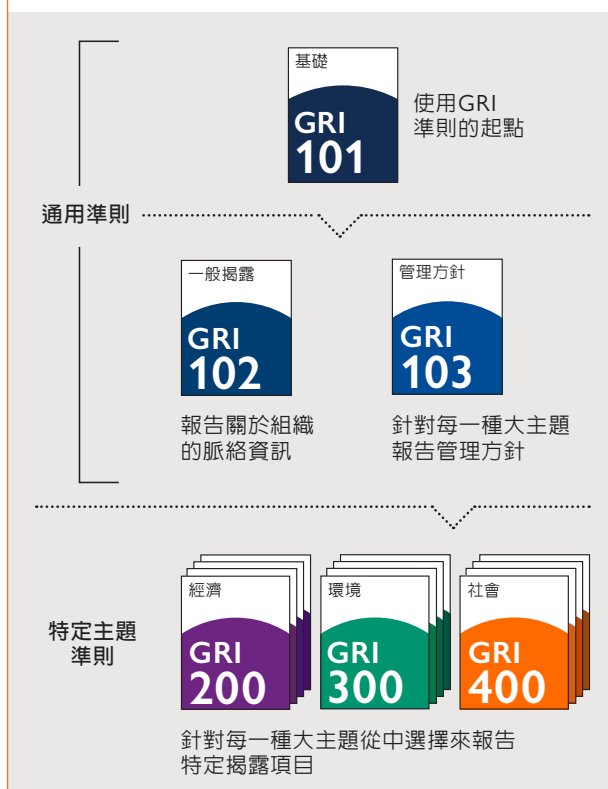 基礎
GRI
101
使用GRI
準則的起點
通用準則
一般揭露
GRI
102
管理方針
GRI
103
報告關於組織
的脈絡資訊
針對每一種大主題
報告管理方針
特定主題
準則
經濟
GRI
200
環境
GRI
300
社會
GRI
400
針對每一種大主題從中選擇來報告
特定揭露項目